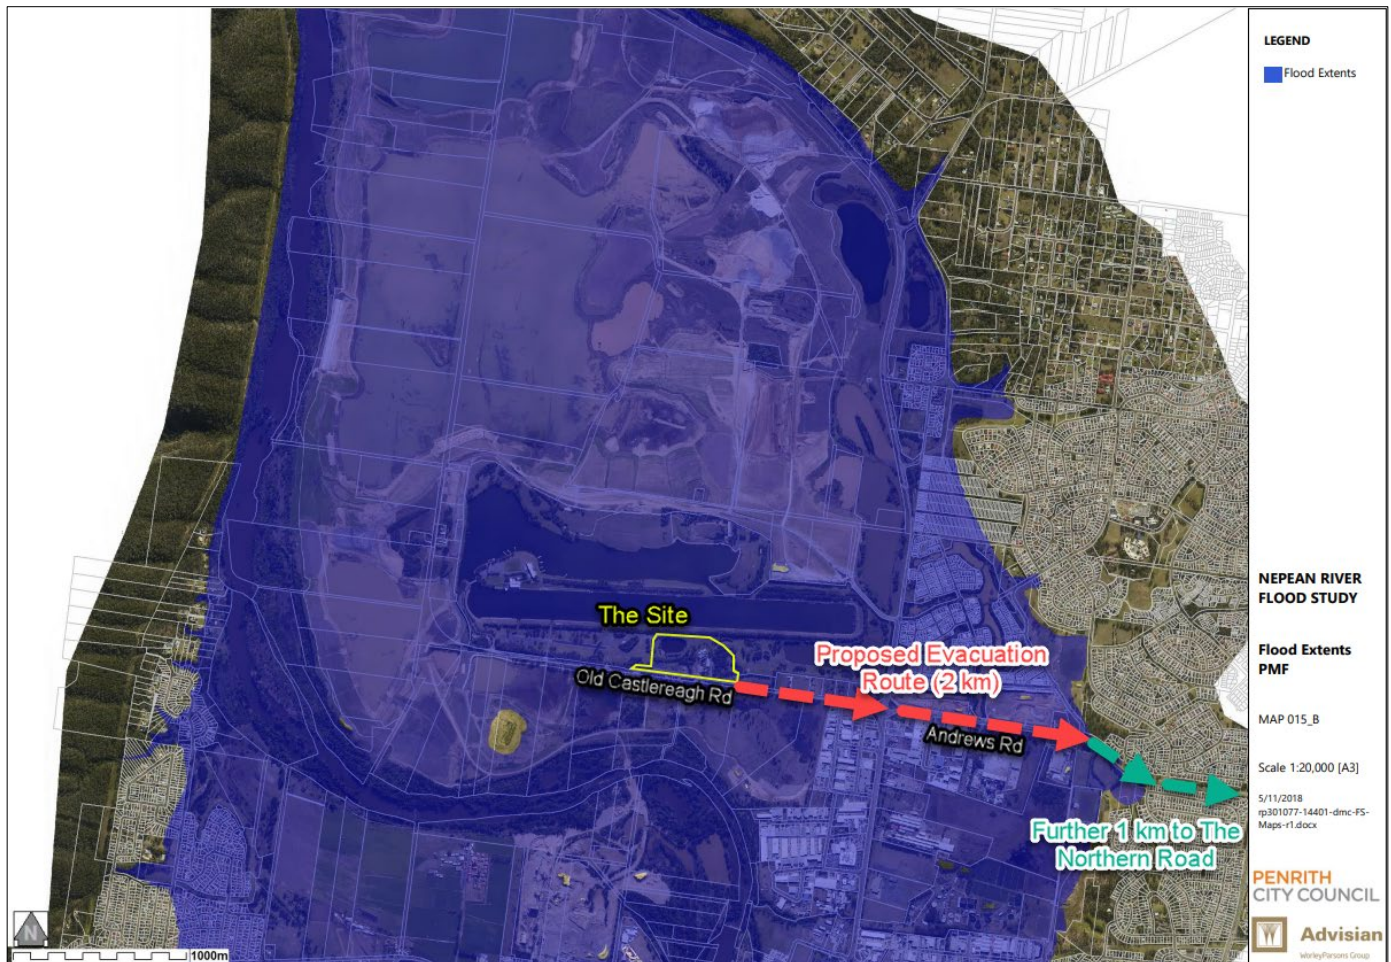 LEGEND
Flood Extents
The Site
Old Castlereagh Rd
Proposed Evacuation
Route (2 km)
Andrews Rd
Further 1 km to The
Northern Road
NEPEAN RIVER
FLOOD STUDY
Flood Extents
PMF
MAP 015_B
Scale 1:20,000 [A3]
5/11/2018
rp301077-14401-dmc-FS-
Maps-r1.docx
PENRITH
CITY COUNCIL
Advisian
WorleyParsons Group
N
1000m